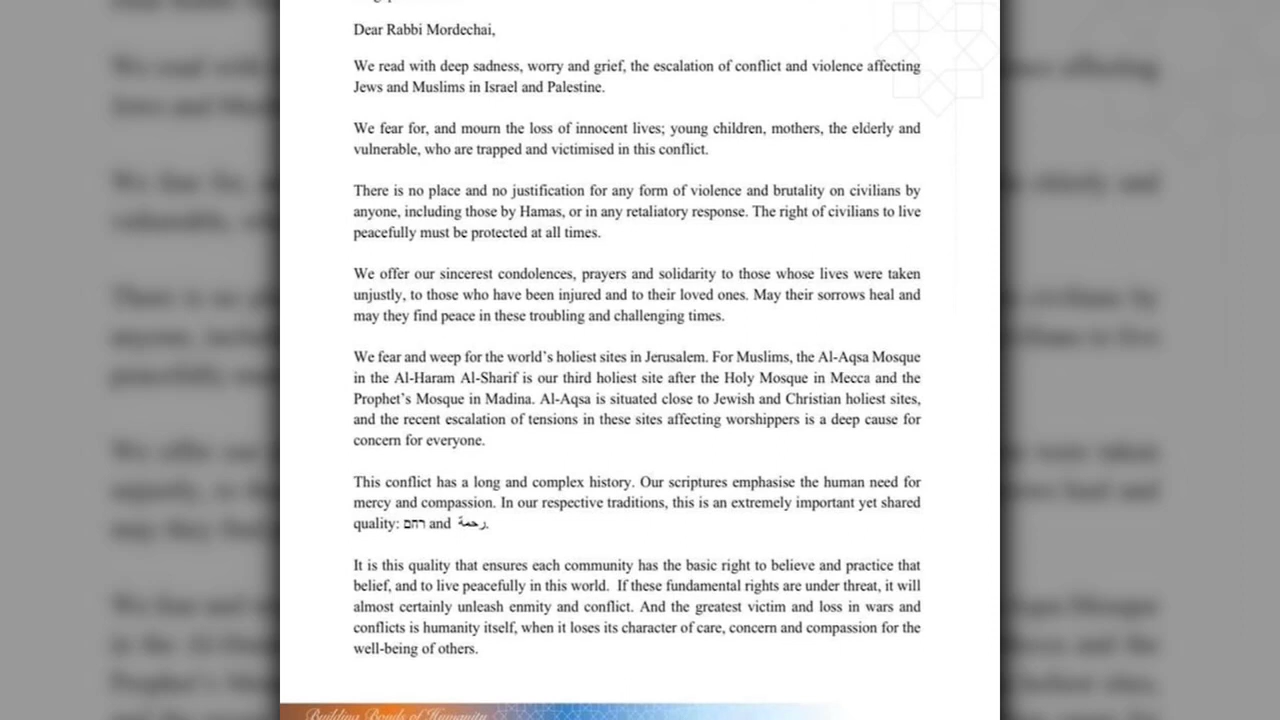 Dear Rabbi Mordechai,
We read with deep sadness, worry and grief, the escalation of conflict and violence affecting
Jews and Muslims in Israel and Palestine.
We fear for, and mourn the loss of innocent lives; young children, mothers, the elderly and
vulnerable, who are trapped and victimised in this conflict.
There is no place and no justification for any form of violence and brutality on civilians by
anyone, including those by Hamas, or in any retaliatory response. The right of civilians to live
peacefully must be protected at all times.
We offer our sincerest condolences, prayers and solidarity to those whose lives were taken
unjustly, to those who have been injured and to their loved ones. May their sorrows heal and
may they find peace in these troubling and challenging times.
We fear and weep for the world's holiest sites in Jerusalem. For Muslims, the Al-Aqsa Mosque
in the Al-Haram Al-Sharif is our third holiest site after the Holy Mosque in Mecca and the
Prophet's Mosque in Madina. Al-Aqsa is situated close to Jewish and Christian holiest sites,
and the recent escalation of tensions in these sites affecting worshippers is a deep cause for
concern for everyone.
This conflict has a long and complex history. Our scriptures emphasise the human need for
mercy and compassion. In our respective traditions, this is an extremely important yet shared
quality: רחם and رحمة.
It is this quality that ensures each community has the basic right to believe and practice that
belief, and to live peacefully in this world. If these fundamental rights are under threat, it will
almost certainly unleash enmity and conflict. And the greatest victim and loss in wars and
conflicts is humanity itself, when it loses its character of care, concern and compassion for the
well-being of others.
Building Bonds of Humanity